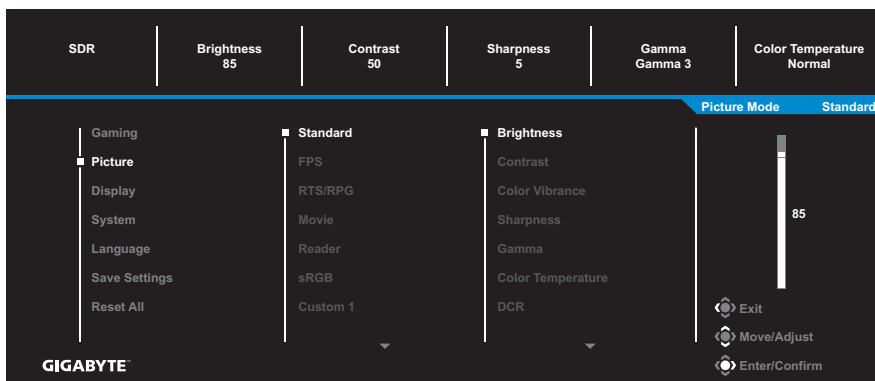 SDR
Brightness
85
Contrast
50
Sharpness
5
Gamma
Gamma 3
Color Temperature
Normal
Picture Mode Standard
Gaming
Picture
Display
System
Language
Save Settings
Reset All
Standard
FPS
RTS/RPG
Movie
Reader
sRGB
Custom 1
Brightness
Contrast
Color Vibrance
Sharpness
Gamma
Color Temperature
DCR
85
Exit
Move/Adjust
Enter/Confirm
GIGABYTE™